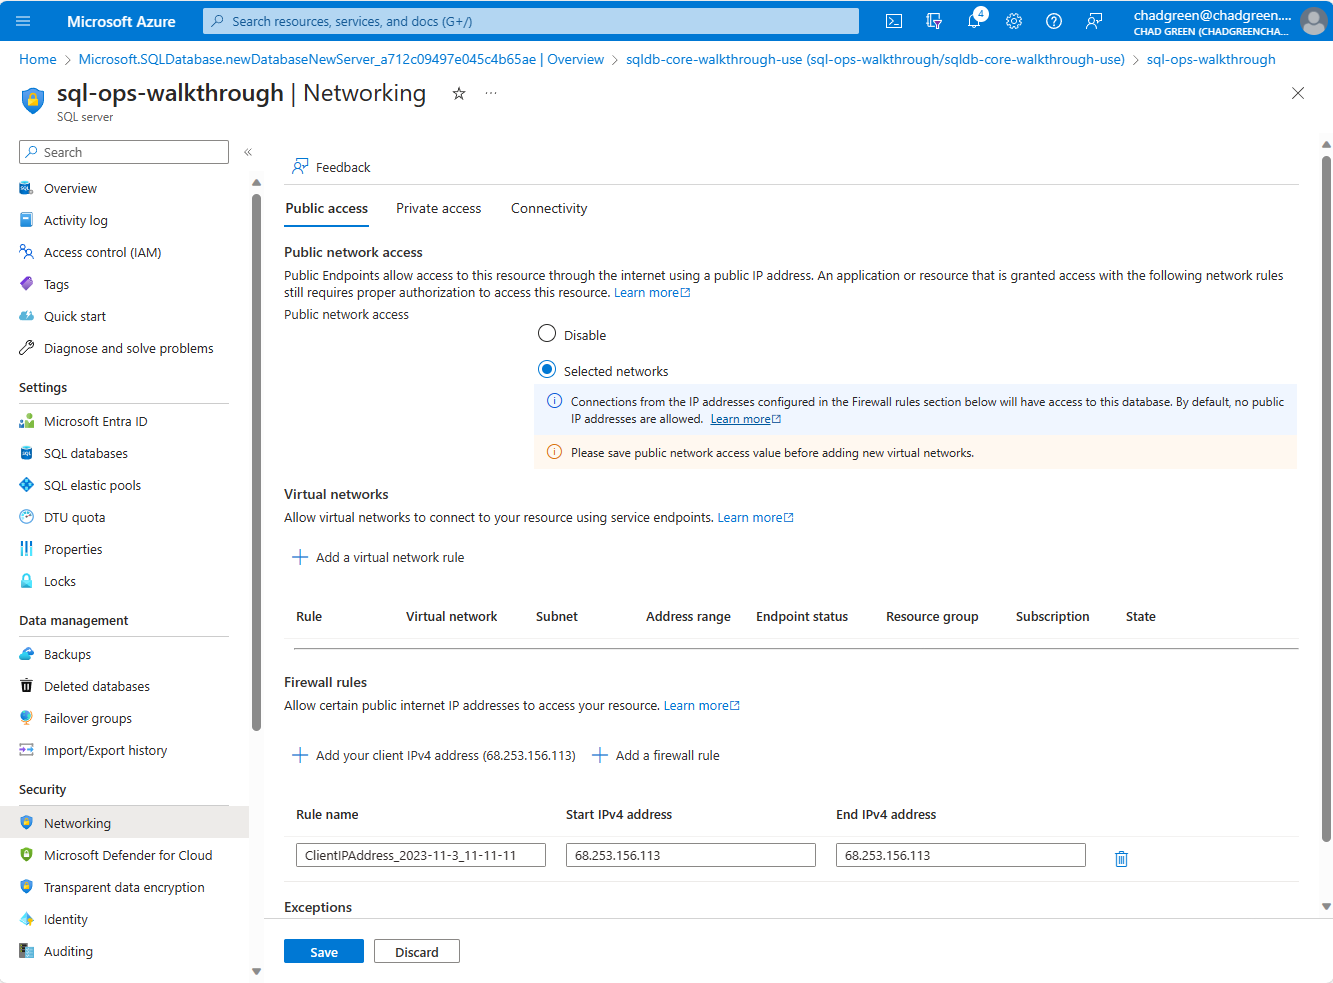 Microsoft Azure
Search resources, services, and docs (G+/)
4
chadgreen@chadgreen....
CHAD GREEN (CHADGREENCHA...
Home > Microsoft.SQLDatabase.newDatabaseNewServer_a712c09497e045c4b65ae | Overview > sqldb-core-walkthrough-use (sql-ops-walkthrough/sqldb-core-walkthrough-use) > sql-ops-walkthrough
sql-ops-walkthrough | Networking
SQL server
Search
Overview
Activity log
Access control (IAM)
Tags
Quick start
Diagnose and solve problems
Settings
Microsoft Entra ID
SQL databases
SQL elastic pools
DTU quota
Properties
Locks
Data management
Backups
Deleted databases
Failover groups
Import/Export history
Security
Networking
Microsoft Defender for Cloud
Transparent data encryption
Identity
Auditing
Feedback
Public access Private access Connectivity
Public network access
Public Endpoints allow access to this resource through the internet using a public IP address. An application or resource that is granted access with the following network rules
still requires proper authorization to access this resource. Learn more
Public network access
Disable
Selected networks
Connections from the IP addresses configured in the Firewall rules section below will have access to this database. By default, no public
IP addresses are allowed. Learn more
Please save public network access value before adding new virtual networks.
Virtual networks
Allow virtual networks to connect to your resource using service endpoints. Learn more
Add a virtual network rule
Rule Virtual network Subnet Address range Endpoint status Resource group Subscription State
Firewall rules
Allow certain public internet IP addresses to access your resource. Learn more
Add your client IPv4 address (68.253.156.113) Add a firewall rule
Rule name Start IPv4 address End IPv4 address
ClientIPAddress_2023-11-3_11-11-11 68.253.156.113 68.253.156.113
Exceptions
Save Discard